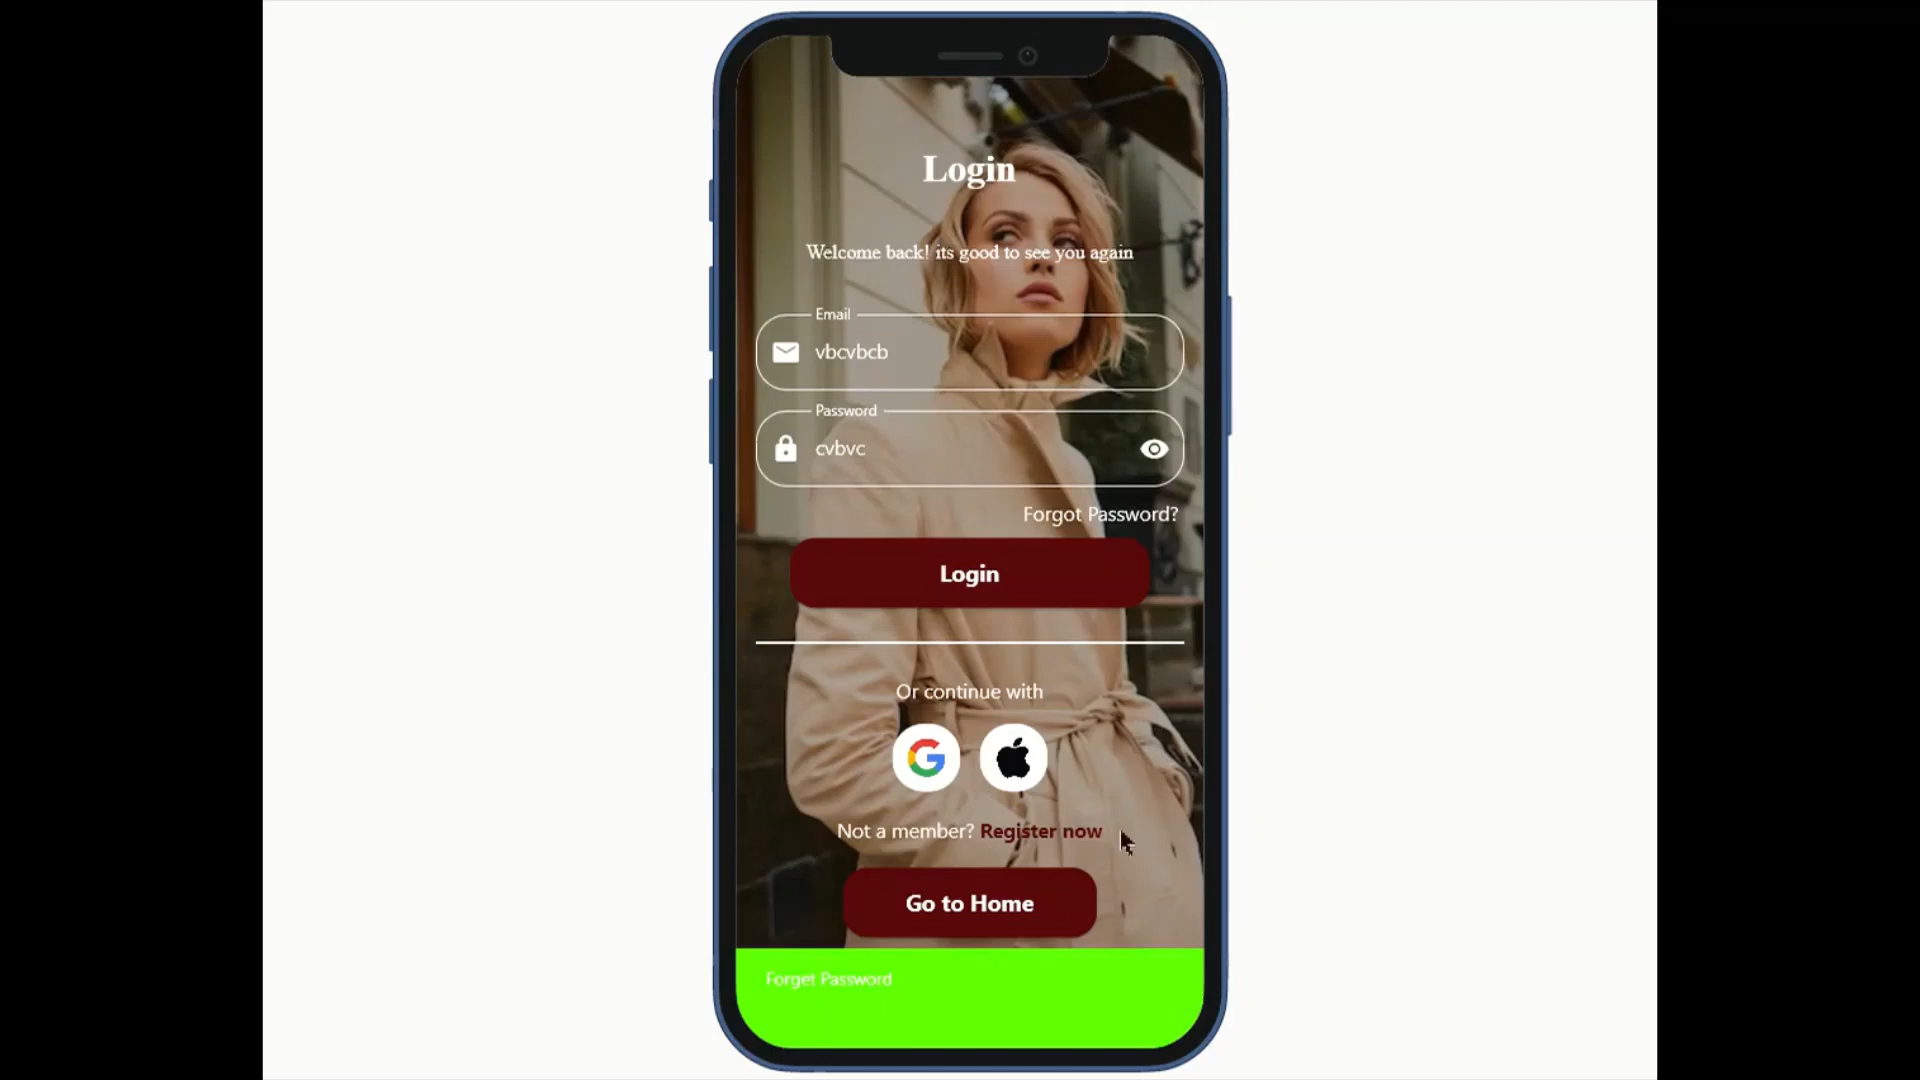 Login
Welcome back! its good to see you again
Email
vbcvbcb
Password
cvbvc
Forgot Password?
Login
Or continue with
Not a member? Register now
Go to Home
Forget Password